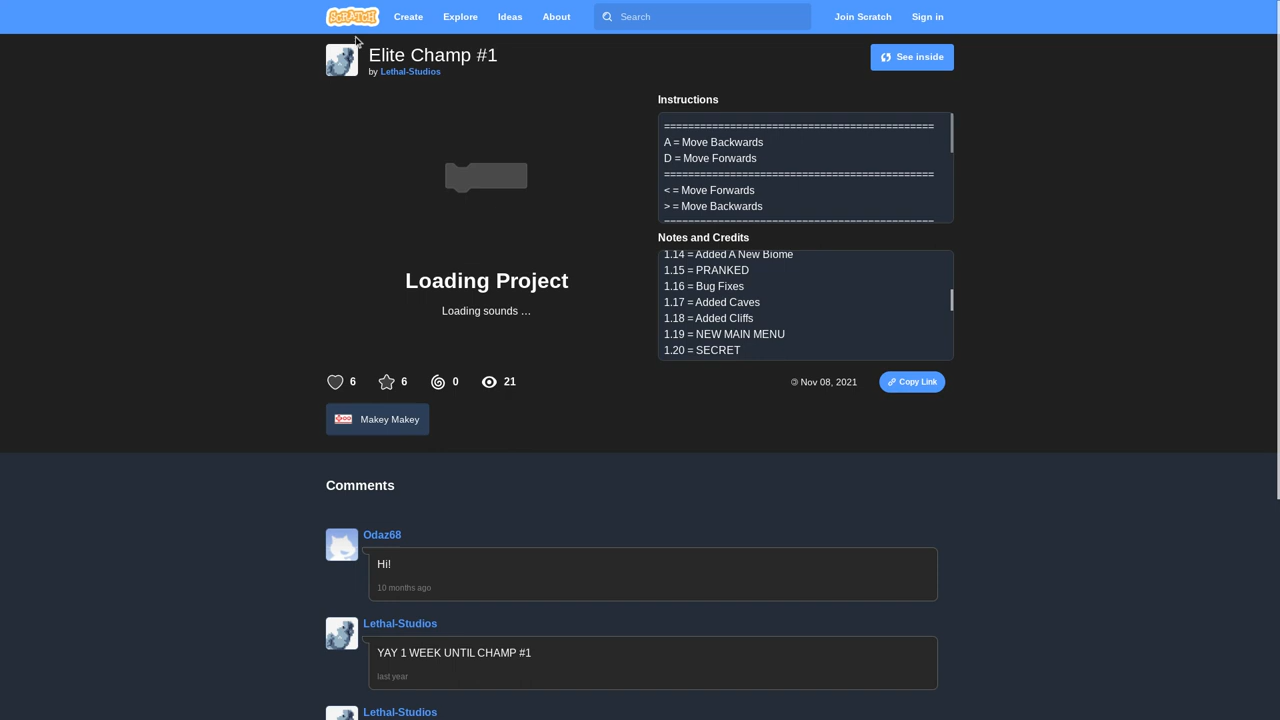 SCRATCH
Create
Explore
Ideas
About
Search
Join Scratch
Sign in
Elite Champ #1
by Lethal-Studios
See inside
Loading Project
Loading sounds …
Instructions
=============================================
A = Move Backwards
D = Move Forwards
=============================================
< = Move Forwards
> = Move Backwards
=============================================
Notes and Credits
1.14 = Added A New Biome
1.15 = PRANKED
1.16 = Bug Fixes
1.17 = Added Caves
1.18 = Added Cliffs
1.19 = NEW MAIN MENU
1.20 = SECRET
6
6
0
21
Nov 08, 2021
Copy Link
Makey Makey
Comments
Odaz68
Hi!
10 months ago
Lethal-Studios
YAY 1 WEEK UNTIL CHAMP #1
last year
Lethal-Studios